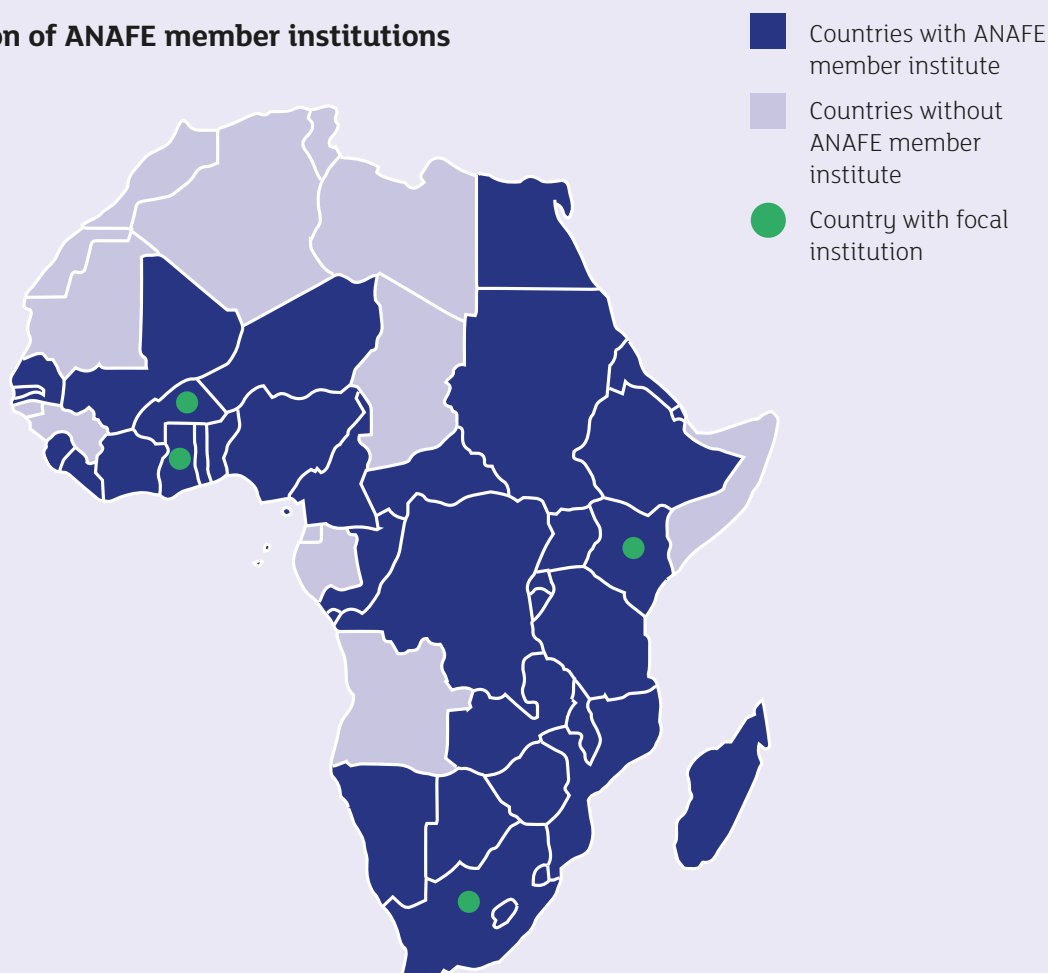 on of ANAFE member institutions
Countries with ANAFE
member institute
Countries without
ANAFE member
institute
Country with focal
institution